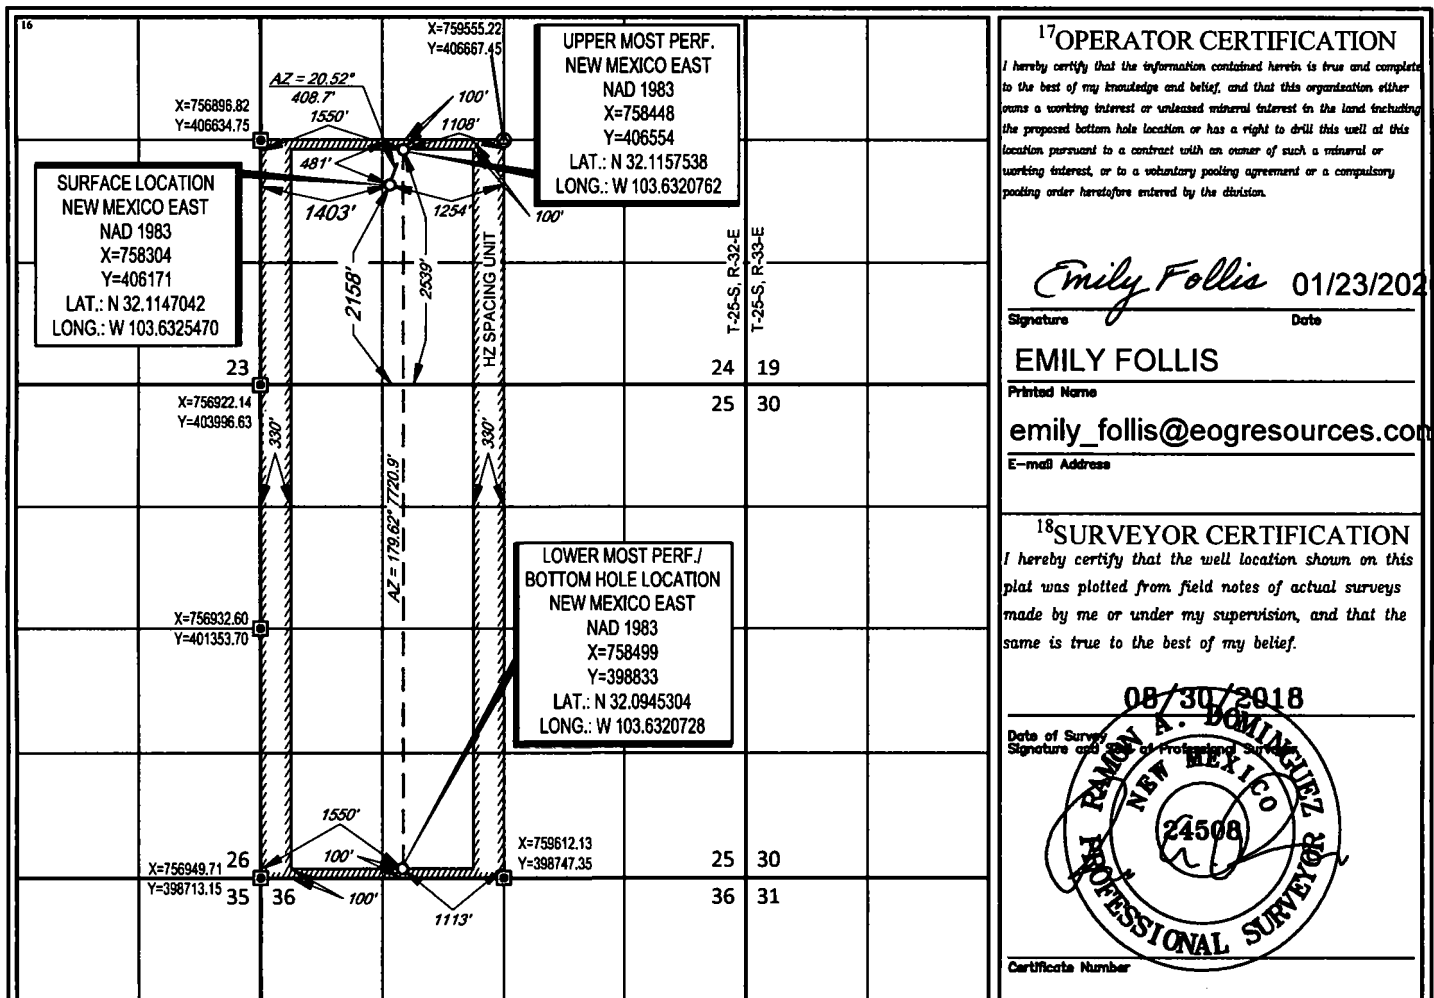 16
X=759555.22
Y=406667.45
UPPER MOST PERF.
NEW MEXICO EAST
NAD 1983
X=758448
Y=406554
LAT.: N 32.1157538
LONG.: W 103.6320762
AZ = 20.52°
408.7'
1550'
100'
1108'
X=756896.82
Y=406634.75
481'
SURFACE LOCATION
NEW MEXICO EAST
NAD 1983
X=758304
Y=406171
LAT.: N 32.1147042
LONG.: W 103.6325470
1403'
1254'
100'
2158'
2539'
HZ SPACING UNIT
T-25-S, R-32-E
T-25-S, R-33-E
23
24 19
25 30
X=756922.14
Y=403996.63
330'
330'
AZ = 179.62° 7720.9'
LOWER MOST PERF./
BOTTOM HOLE LOCATION
NEW MEXICO EAST
NAD 1983
X=758499
Y=398833
LAT.: N 32.0945304
LONG.: W 103.6320728
X=756932.60
Y=401353.70
1550'
100'
X=759612.13
Y=398747.35
X=756949.71
Y=398713.15
26
35 36
100'
1113'
25 30
36 31
17OPERATOR CERTIFICATION
I hereby certify that the information contained herein is true and complete
to the best of my knowledge and belief, and that this organization either
owns a working interest or unleased mineral interest in the land including
the proposed bottom hole location or has a right to drill this well at this
location pursuant to a contract with an owner of such a mineral or
working interest, or to a voluntary pooling agreement or a compulsory
pooling order heretofore entered by the division.
Emily Follis 01/23/202
Signature Date
EMILY FOLLIS
Printed Name
emily_follis@eogresources.com
E-mail Address
18SURVEYOR CERTIFICATION
I hereby certify that the well location shown on this
plat was plotted from field notes of actual surveys
made by me or under my supervision, and that the
same is true to the best of my belief.
08/30/2018
Date of Survey
Signature and Seal of Professional Surveyor
RAMON A. DOMINGUEZ
NEW MEXICO
24508
PROFESSIONAL SURVEYOR
Certificate Number